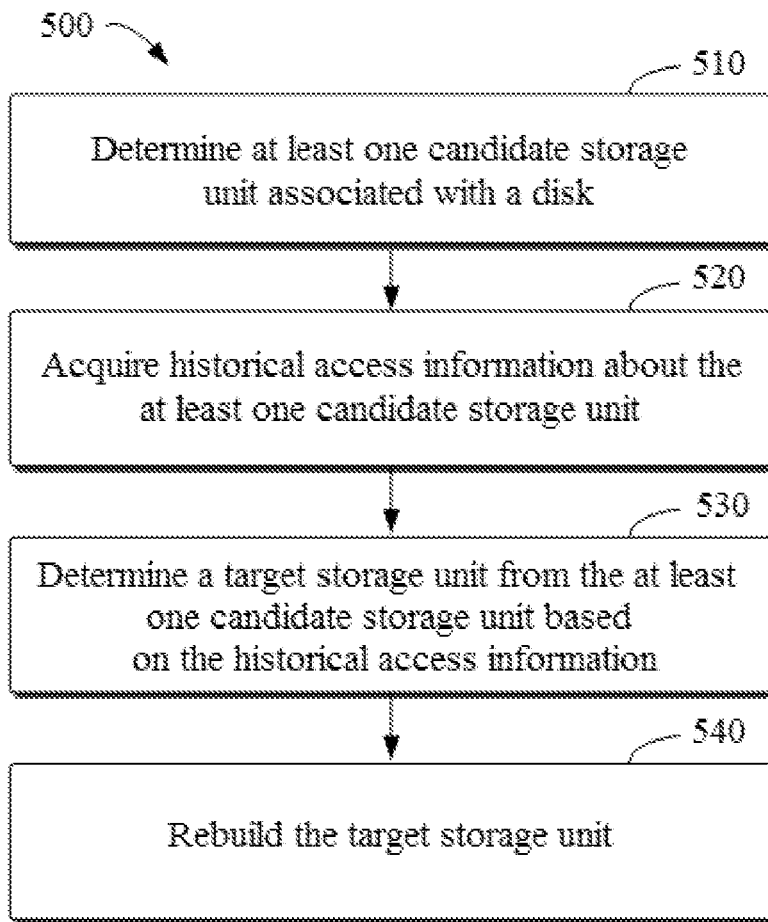 500
510
Determine at least one candidate storage
unit associated with a disk
520
Acquire historical access information about the
at least one candidate storage unit
530
Determine a target storage unit from the at least
one candidate storage unit based
on the historical access information
540
Rebuild the target storage unit